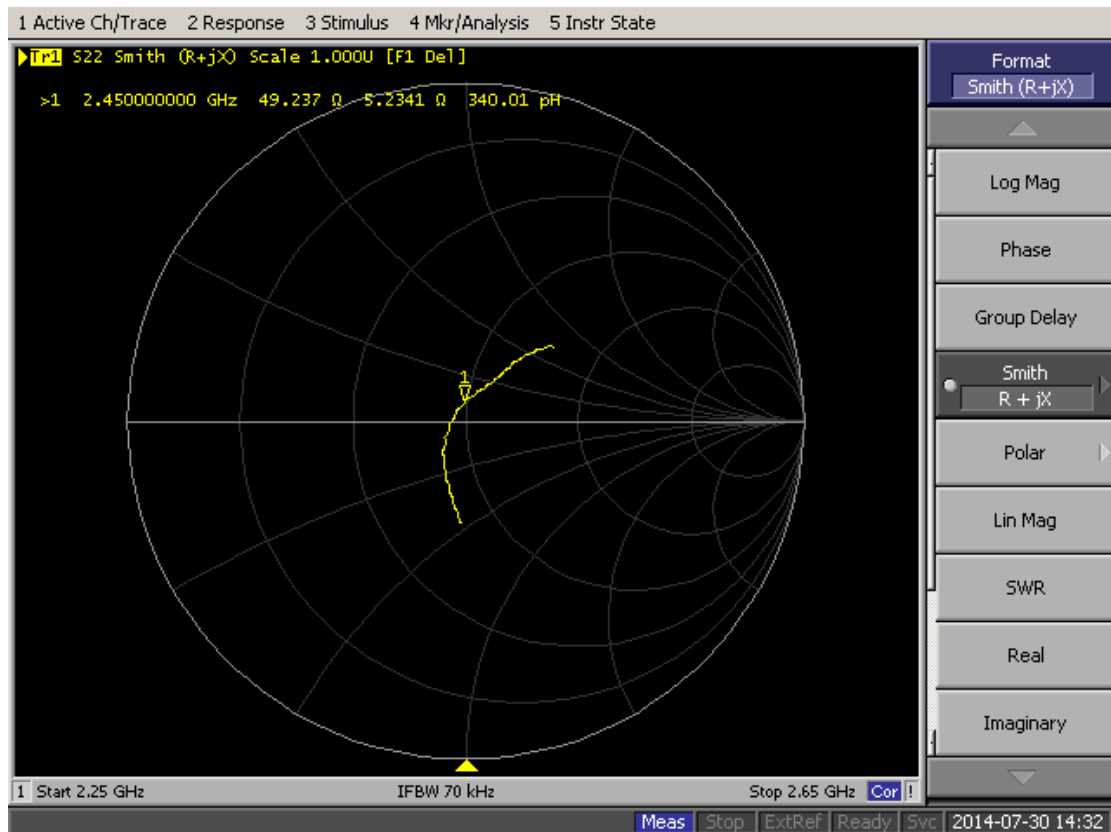 1 Active Ch/Trace 2 Response 3 Stimulus 4 Mkr/Analysis 5 Instr State
Tr1 S22 Smith (R+jX) Scale 1.000U [F1 Del]
>1 2.450000000 GHz 49.237 Ω 5.2341 Ω 340.01 pH
1
1 Start 2.25 GHz IFBW 70 kHz Stop 2.65 GHz Cor !
Format
Smith (R+jX)
Log Mag
Phase
Group Delay
Smith
R + jX
Polar
Lin Mag
SWR
Real
Imaginary
Meas Stop ExtRef Ready Svc 2014-07-30 14:32